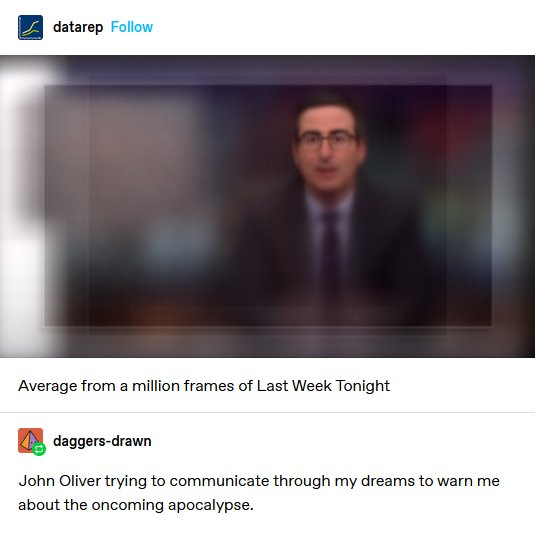 datarep Follow
Average from a million frames of Last Week Tonight
daggers-drawn
John Oliver trying to communicate through my dreams to warn me
about the oncoming apocalypse.